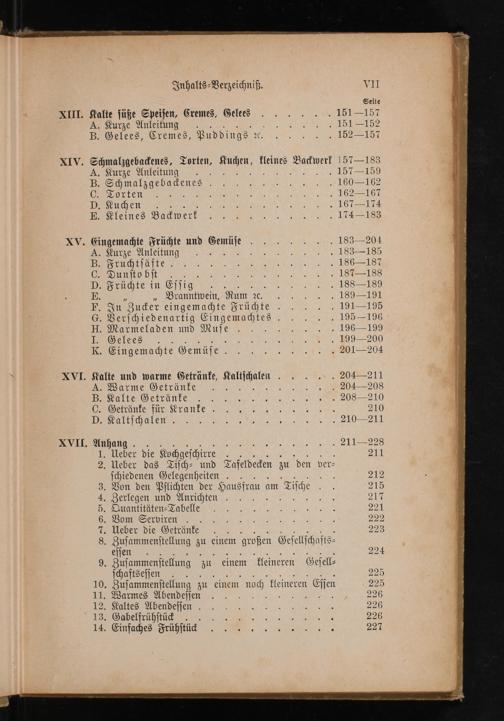 Inhalts-Verzeichniß. VII
Seite
XIII. Kalte süße Speisen, Cremes, Gelees . . . . . . 151—157
A. Kurze Anleitung . . . . . . . . . 151—152
B. Gelees, Cremes, Puddings ꝛc. . . . . . 152—157
XIV. Schmalzgebackenes, Torten, Kuchen, kleines Backwerk 157—183
A. Kurze Anleitung . . . . . . . . . 157—159
B. Schmalzgebackenes . . . . . . . . 160—162
C. Torten . . . . . . . . . . . 162—167
D. Kuchen . . . . . . . . . . . 167—174
E. Kleines Backwerk . . . . . . . . 174—183
XV. Eingemachte Früchte und Gemüse . . . . . . . 183—204
A. Kurze Anleitung . . . . . . . . . 183—185
B. Fruchtsäfte . . . . . . . . . . 186—187
C. Dunstobst . . . . . . . . . . 187—188
D. Früchte in Essig . . . . . . . . 188—189
E. „ „ Branntwein, Rum ꝛc. . . . . . 189—191
F. In Zucker eingemachte Früchte . . . . . 191—195
G. Verschiedenartig Eingemachtes . . . . . 195—196
H. Marmeladen und Muse . . . . . . . 196—199
I. Gelees . . . . . . . . . . . 199—200
K. Eingemachte Gemüse . . . . . . . . 201—204
XVI. Kalte und warme Getränke, Kaltschalen . . . . . 204—211
A. Warme Getränke . . . . . . . . . 204—208
B. Kalte Getränke . . . . . . . . . 208—210
C. Getränke für Kranke . . . . . . . . 210
D. Kaltschalen . . . . . . . . . . 210—211
XVII. Anhang . . . . . . . . . . . . . 211—228
1. Ueber die Kochgeschirre . . . . . . . 211
2. Ueber das Tisch- und Tafeldecken zu den ver-
schiedenen Gelegenheiten . . . . . . . 212
3. Von den Pflichten der Hausfrau am Tische . . 215
4. Zerlegen und Anrichten . . . . . . . 217
5. Quantitäten-Tabelle . . . . . . . . 221
6. Vom Serviren . . . . . . . . . . 222
7. Ueber die Getränke . . . . . . . . 223
8. Zusammenstellung zu einem großen Gesellschafts-
essen . . . . . . . . . . . . 224
9. Zusammenstellung zu einem kleineren Gesell-
schaftsessen . . . . . . . . . . 225
10. Zusammenstellung zu einem noch kleineren Essen 225
11. Warmes Abendessen . . . . . . . . 226
12. Kaltes Abendessen . . . . . . . . 226
13. Gabelfrühstück . . . . . . . . . 226
14. Einfaches Frühstück . . . . . . . . 227